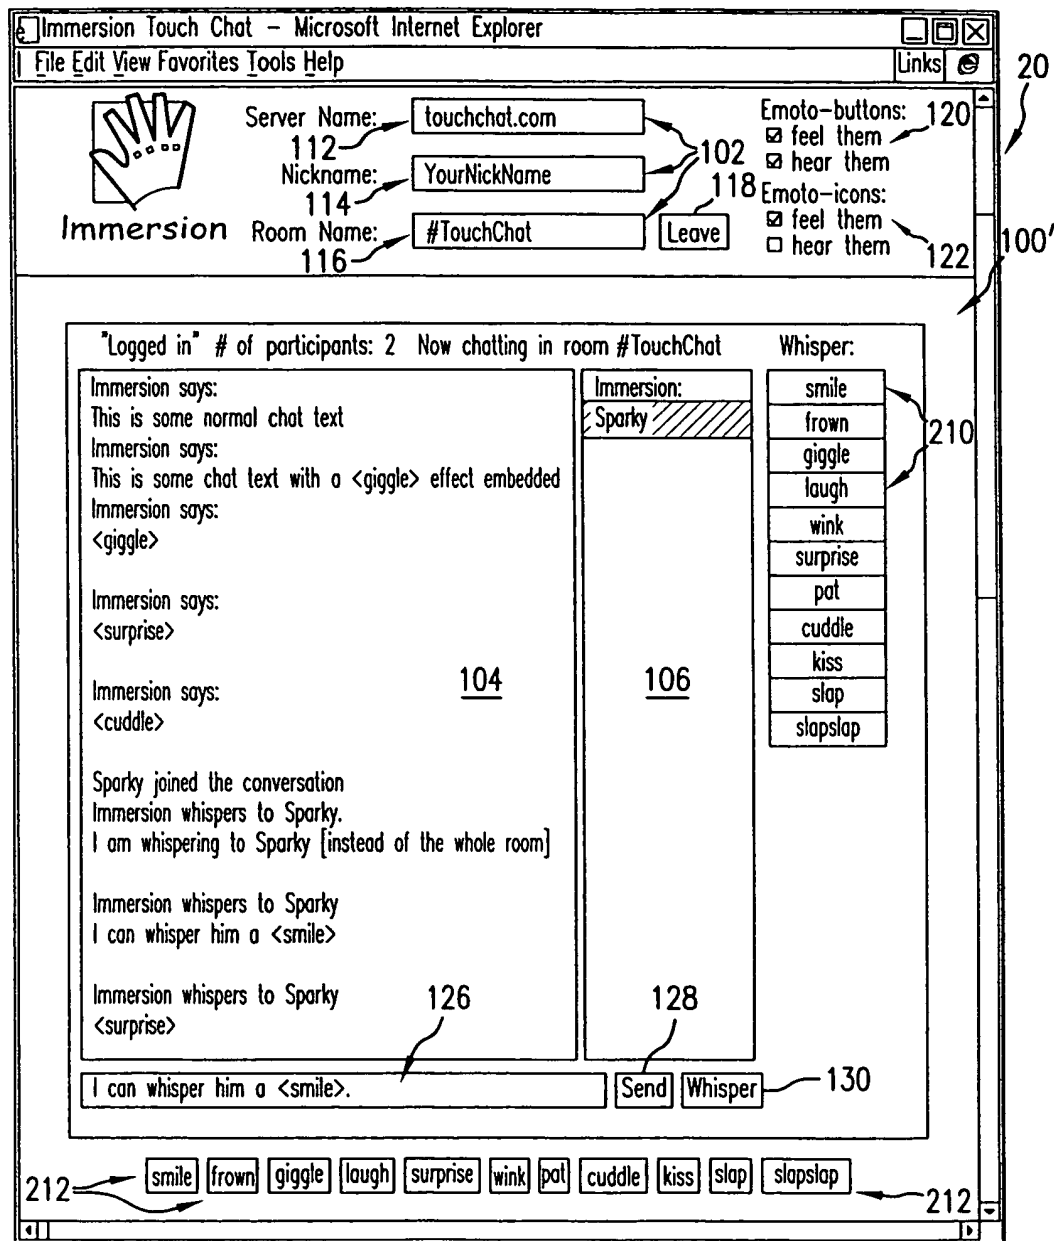 Immersion Touch Chat – Microsoft Internet Explorer
File Edit View Favorites Tools Help
Links
20
Server Name: touchchat.com
112
Nickname: YourNickName
114
Room Name: #TouchChat
116
102
118
Leave
Immersion
Emoto-buttons:
feel them
hear them
120
Emoto-icons:
feel them
hear them
122
100'
"Logged in" # of participants: 2 Now chatting in room #TouchChat
Whisper:
Immersion says:
This is some normal chat text
Immersion says:
This is some chat text with a <giggle> effect embedded
Immersion says:
<giggle>
Immersion says:
<surprise>
Immersion says:
<cuddle>
Sparky joined the conversation
Immersion whispers to Sparky.
I am whispering to Sparky [instead of the whole room]
Immersion whispers to Sparky
I can whisper him a <smile>
Immersion whispers to Sparky
<surprise>
104
Immersion:
Sparky
106
smile
frown
giggle
laugh
wink
surprise
pat
cuddle
kiss
slap
slapslap
210
126
128
I can whisper him a <smile>.
Send
Whisper
130
212
smile frown giggle laugh surprise wink pat cuddle kiss slap slapslap
212